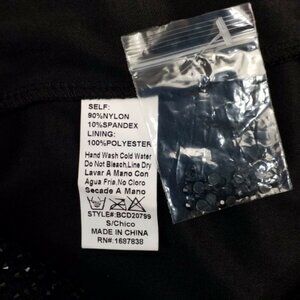 SELF:
90%NYLON
10%SPANDEX
LINING:
100%POLYESTER
Hand Wash Cold Water
Do Not Bleach,Line Dry
Lavar A Mano Con
Agua Fria,No Cloro
Secade A Mano
STYLE#:BCD20799
S/Chico
MADE IN CHINA
RN#:1687838